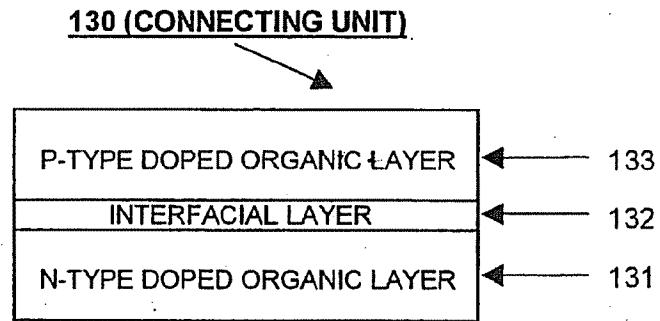 130 (CONNECTING UNIT)
P-TYPE DOPED ORGANIC LAYER 133
INTERFACIAL LAYER 132
N-TYPE DOPED ORGANIC LAYER 131